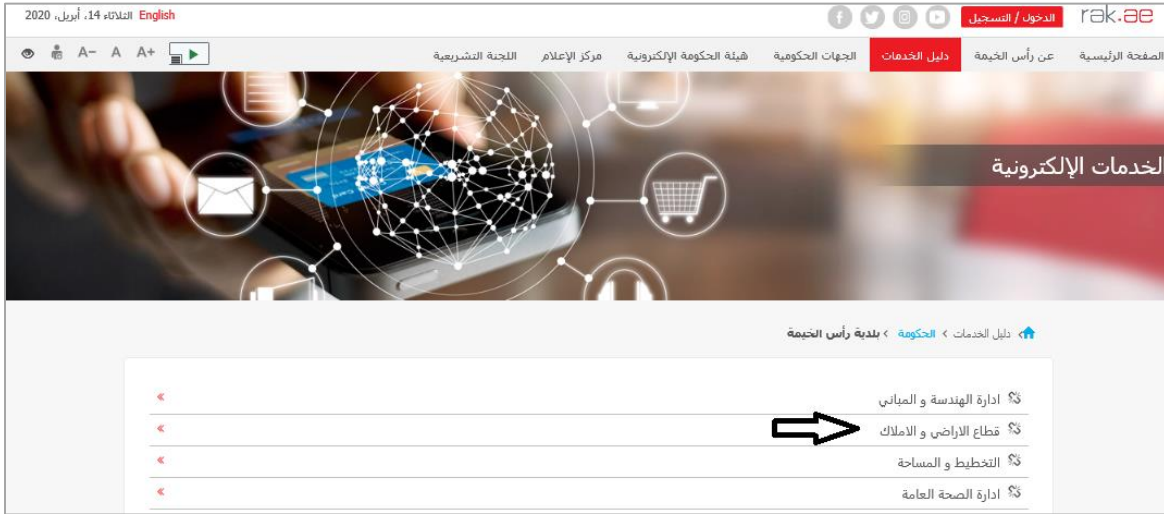 rak.ae الدخول / التسجيل English الثلاثاء 14، أبريل، 2020
الصفحة الرئيسية عن رأس الخيمة دليل الخدمات الجهات الحكومية هيئة الحكومة الإلكترونية مركز الإعلام اللجنة التشريعية A+ A A-
الخدمات الإلكترونية
دليل الخدمات > الحكومة > بلدية رأس الخيمة
ادارة الهندسة و المباني
قطاع الاراضي و الاملاك
التخطيط و المساحة
ادارة الصحة العامة